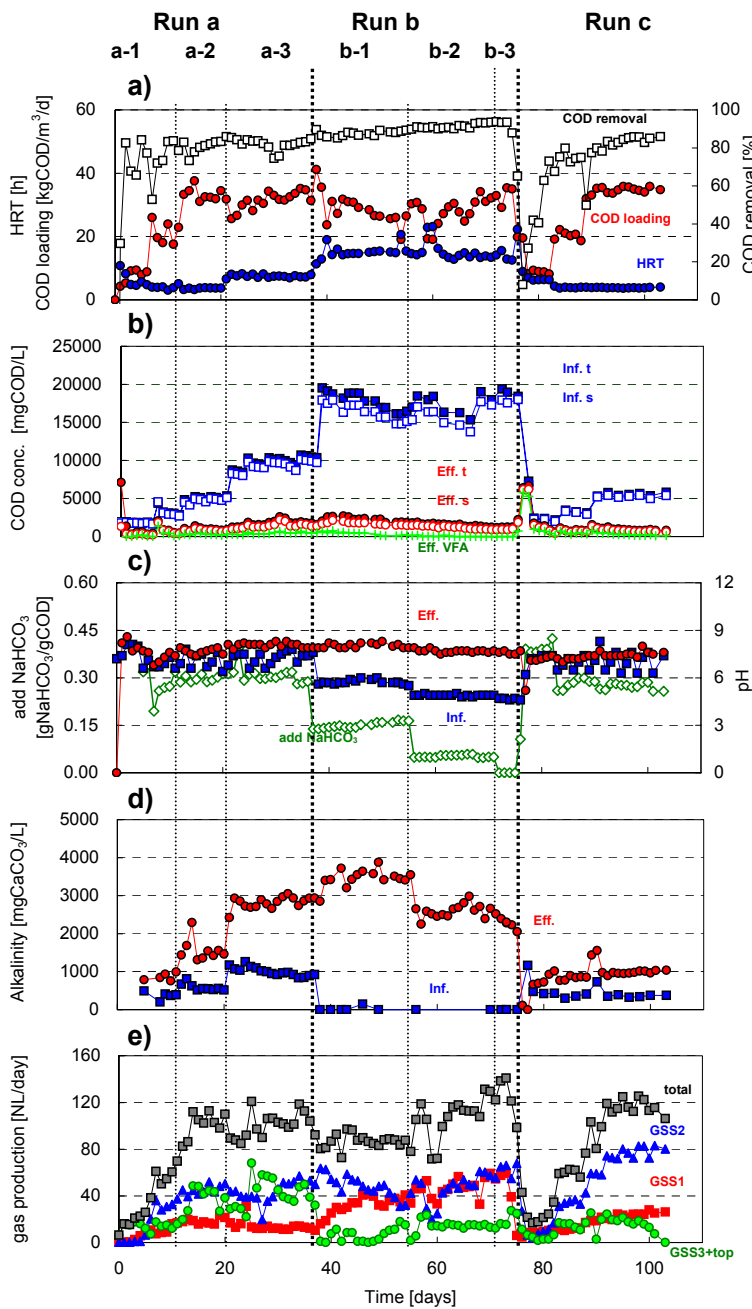 Run a Run b Run c
a-1 a-2 a-3 b-1 b-2 b-3
a)
HRT [h]
COD loading [kgCOD/m³/d]
60
40
20
0
100
80
60
40
20
0
COD removal [%]
COD removal
COD loading
HRT
b)
COD conc. [mgCOD/L]
25000
20000
15000
10000
5000
0
Inf. t
Inf. s
Eff. t
Eff. s
Eff. VFA
c)
add NaHCO₃
[gNaHCO₃/gCOD]
0.60
0.45
0.30
0.15
0.00
12
9
6
3
0
pH
Eff.
Inf.
add NaHCO₃
d)
Alkalinity [mgCaCO₃/L]
5000
4000
3000
2000
1000
0
Eff.
Inf.
e)
gas production [NL/day]
160
120
80
40
0
total
GSS2
GSS1
GSS3+top
0 20 40 60 80 100
Time [days]